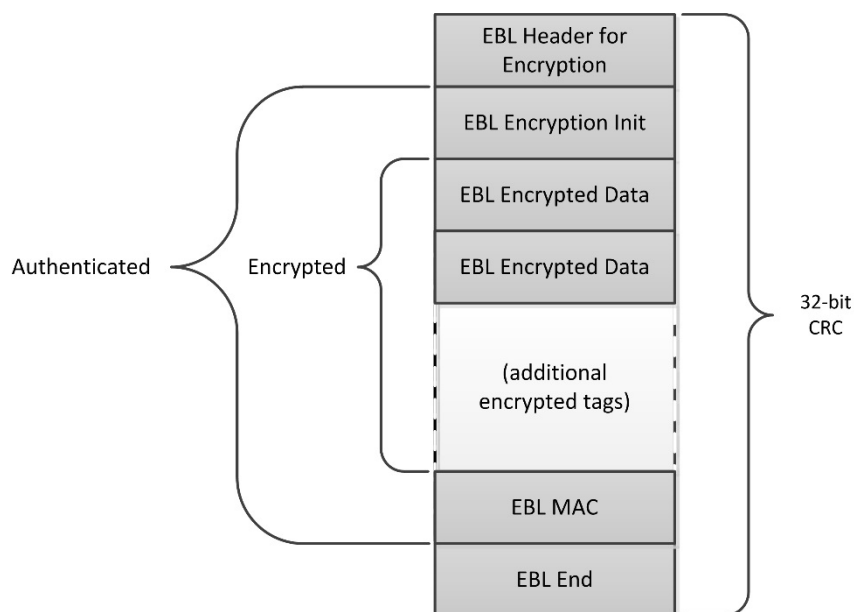 EBL Header for
Encryption
EBL Encryption Init
EBL Encrypted Data
EBL Encrypted Data
Authenticated
Encrypted
32-bit
CRC
(additional
encrypted tags)
EBL MAC
EBL End